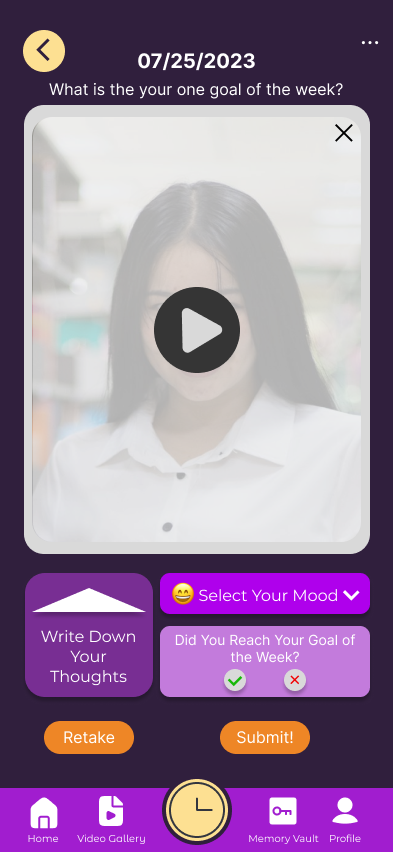 07/25/2023
What is the your one goal of the week?
Write Down
Your
Thoughts
Select Your Mood
Did You Reach Your Goal of
the Week?
Retake
Submit!
Home
Video Gallery
Memory Vault
Profile